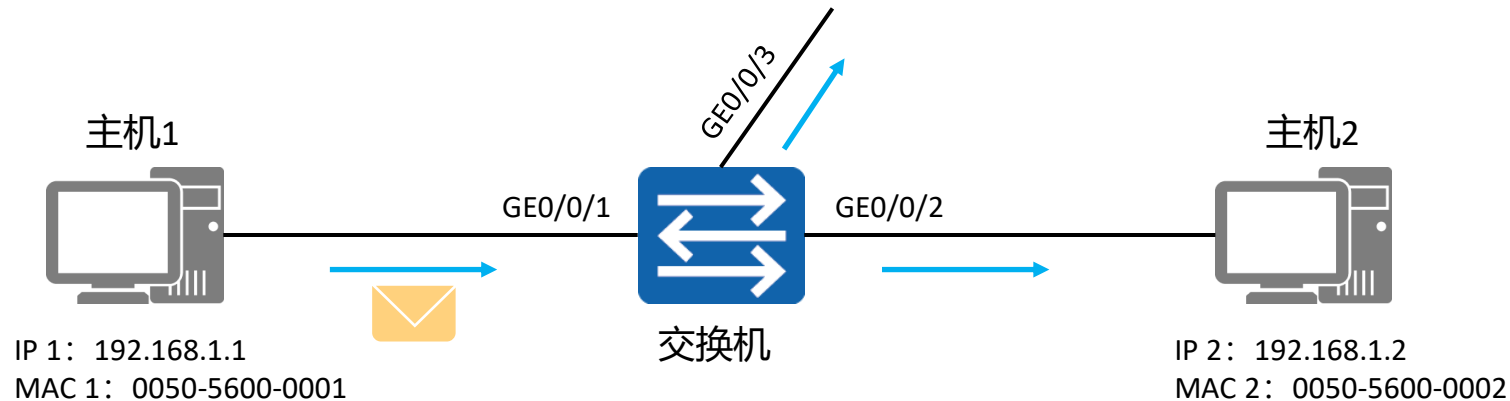 GE0/0/3
主机1
主机2
GE0/0/1
GE0/0/2
交换机
IP 1：192.168.1.1
MAC 1：0050-5600-0001
IP 2：192.168.1.2
MAC 2：0050-5600-0002